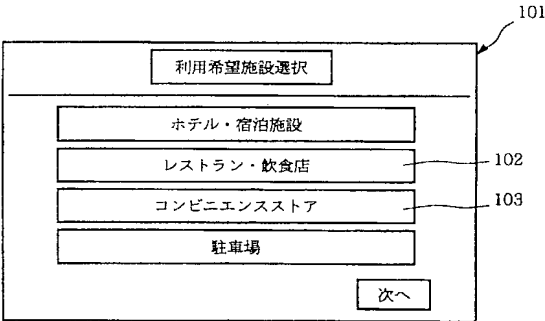 101
利用希望施設選択
ホテル・宿泊施設
レストラン・飲食店
102
コンビニエンスストア
103
駐車場
次へ